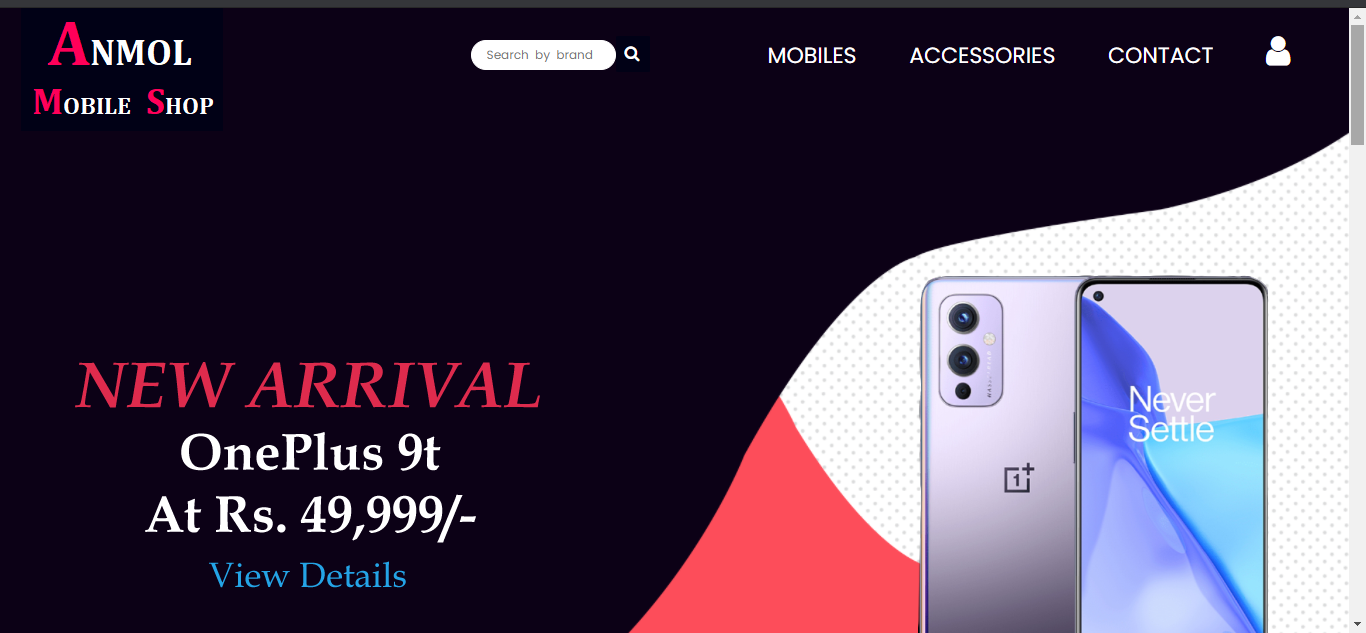 ANMOL
MOBILE SHOP
Search by brand
MOBILES
ACCESSORIES
CONTACT
NEW ARRIVAL
OnePlus 9t
At Rs. 49,999/-
View Details
Never
Settle
1+